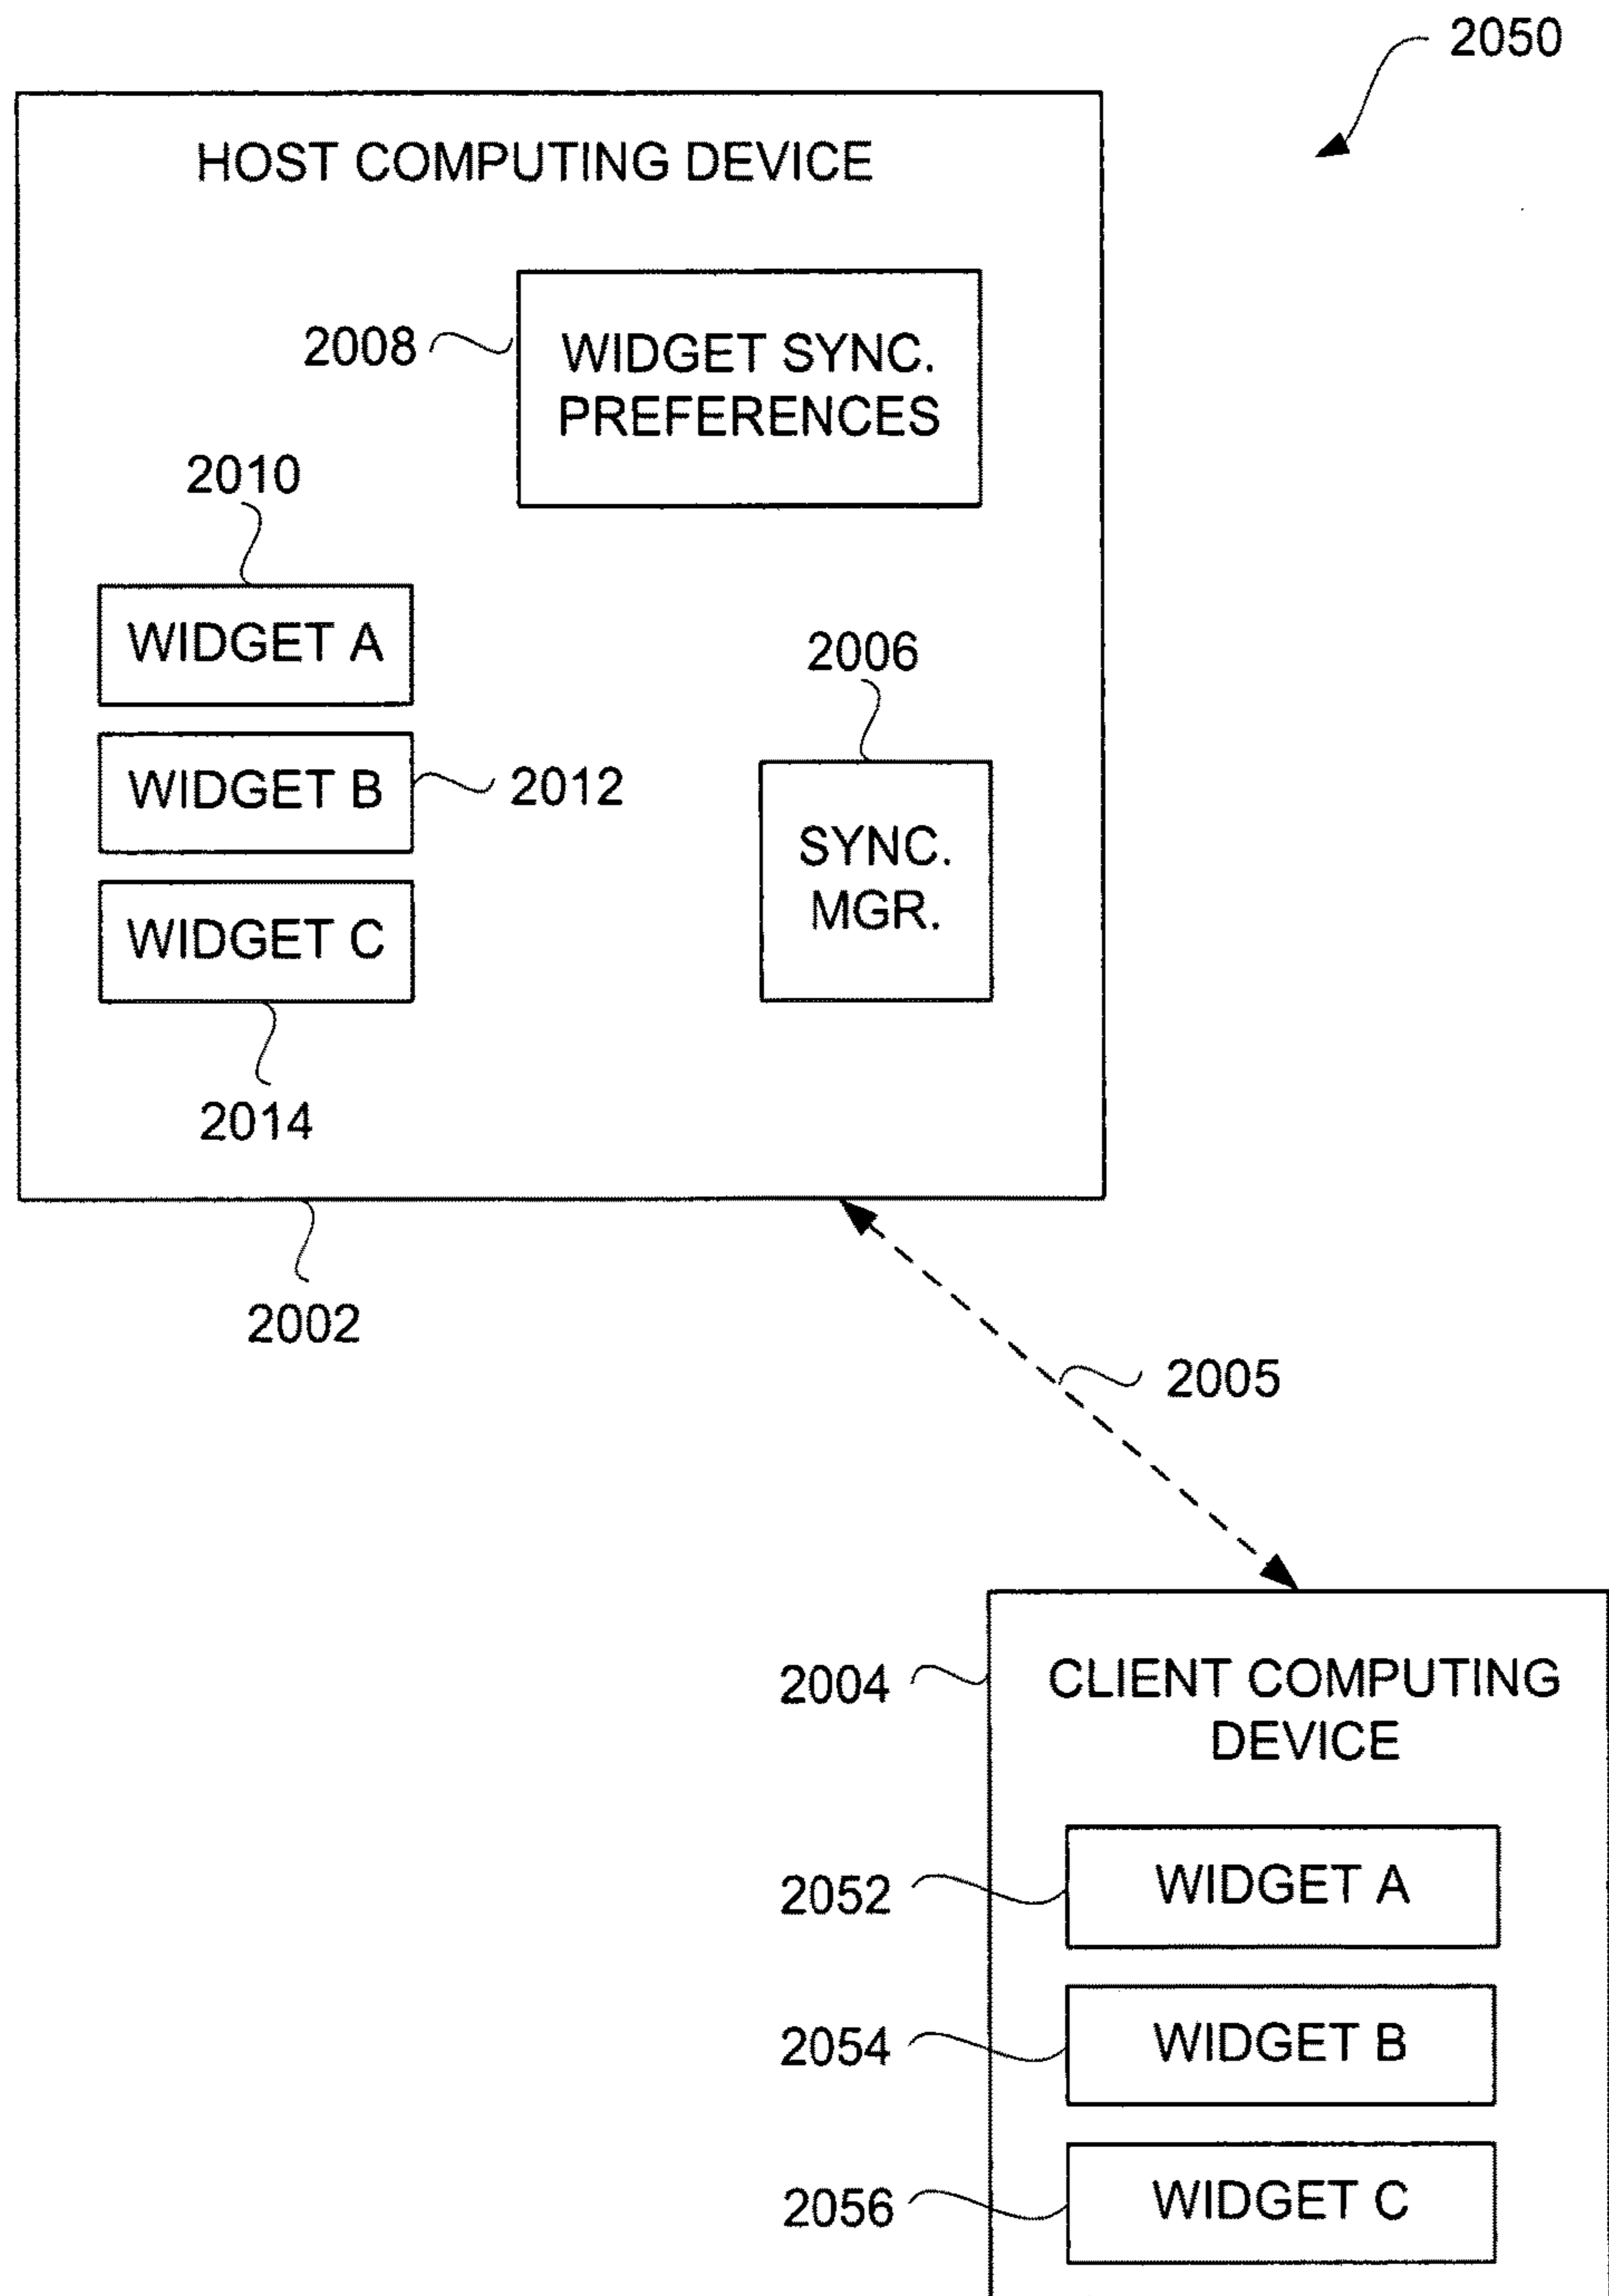 2050
HOST COMPUTING DEVICE
2008
WIDGET SYNC.
PREFERENCES
2010
WIDGET A
2006
WIDGET B
2012
SYNC.
MGR.
WIDGET C
2014
2002
2005
2004
CLIENT COMPUTING
DEVICE
2052
WIDGET A
2054
WIDGET B
2056
WIDGET C